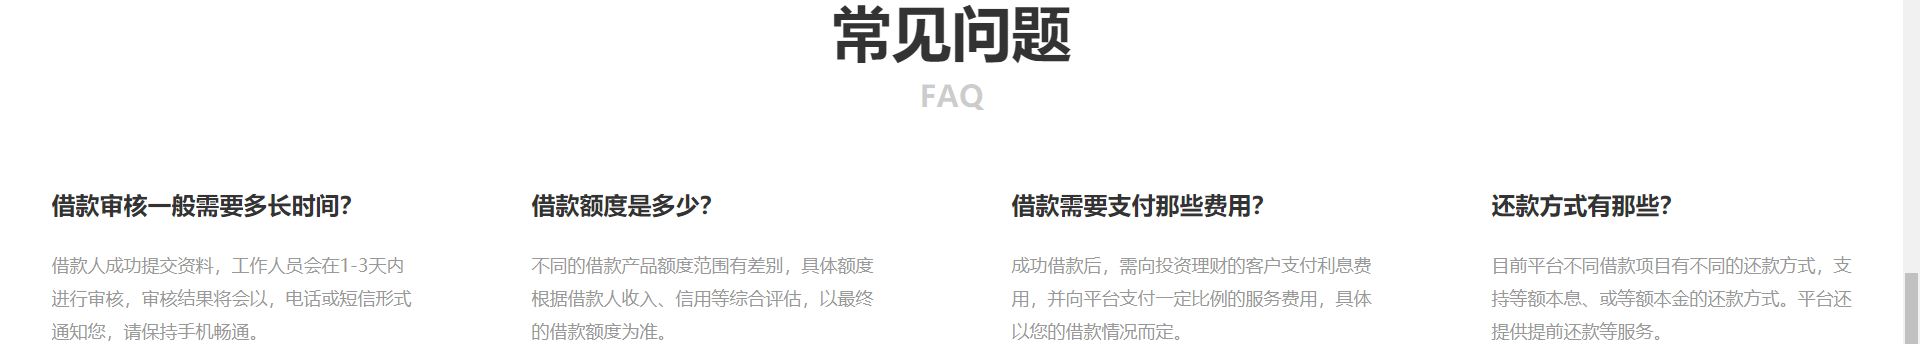 常见问题
FAQ
借款审核一般需要多长时间？
借款人成功提交资料，工作人员会在1-3天内
进行审核，审核结果将会以，电话或短信形式
通知您，请保持手机畅通。
借款额度是多少？
不同的借款产品额度范围有差别，具体额度
根据借款人收入、信用等综合评估，以最终
的借款额度为准。
借款需要支付那些费用？
成功借款后，需向投资理财的客户支付利息费
用，并向平台支付一定比例的服务费用，具体
以您的借款情况而定。
还款方式有那些？
目前平台不同借款项目有不同的还款方式，支
持等额本息、或等额本金的还款方式。平台还
提供提前还款等服务。